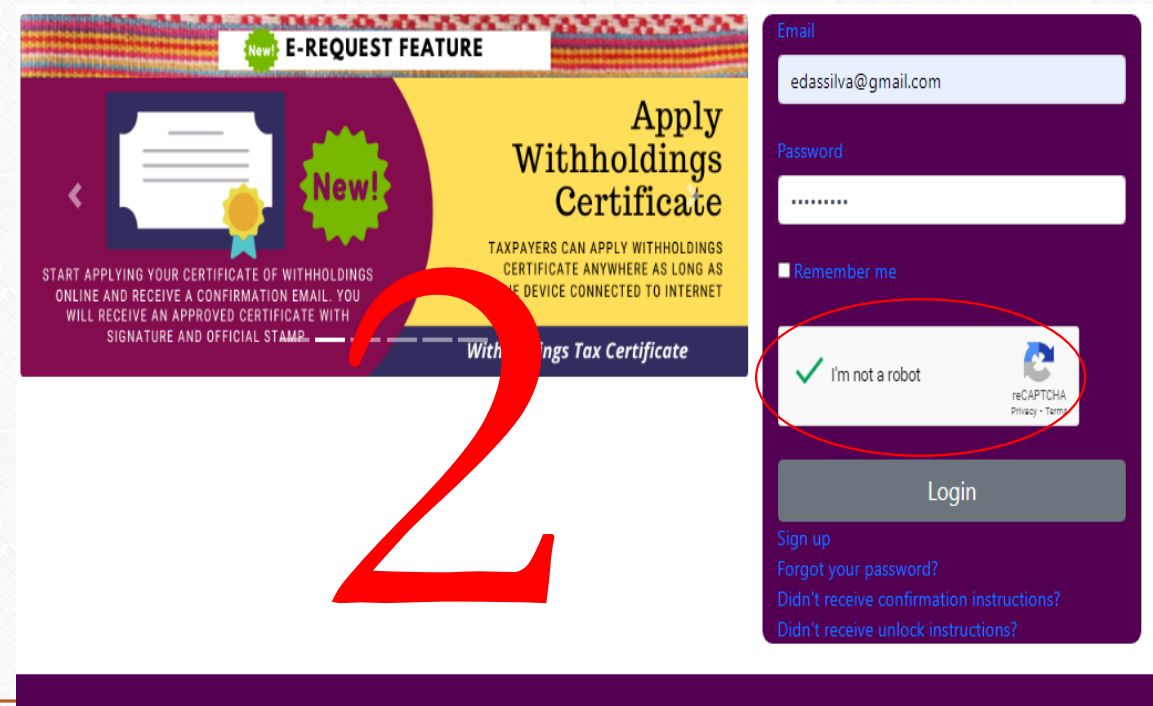 New! E-REQUEST FEATURE
New!
START APPLYING YOUR CERTIFICATE OF WITHHOLDINGS
ONLINE AND RECEIVE A CONFIRMATION EMAIL. YOU
WILL RECEIVE AN APPROVED CERTIFICATE WITH
SIGNATURE AND OFFICIAL STAMP
Apply
Withholdings
Certificate
TAXPAYERS CAN APPLY WITHHOLDINGS
CERTIFICATE ANYWHERE AS LONG AS
DEVICE CONNECTED TO INTERNET
Withholdings Tax Certificate
2
Email
edassilva@gmail.com
Password
•••••••••
Remember me
I'm not a robot
reCAPTCHA
Privacy - Terms
Login
Sign up
Forgot your password?
Didn't receive confirmation instructions?
Didn't receive unlock instructions?